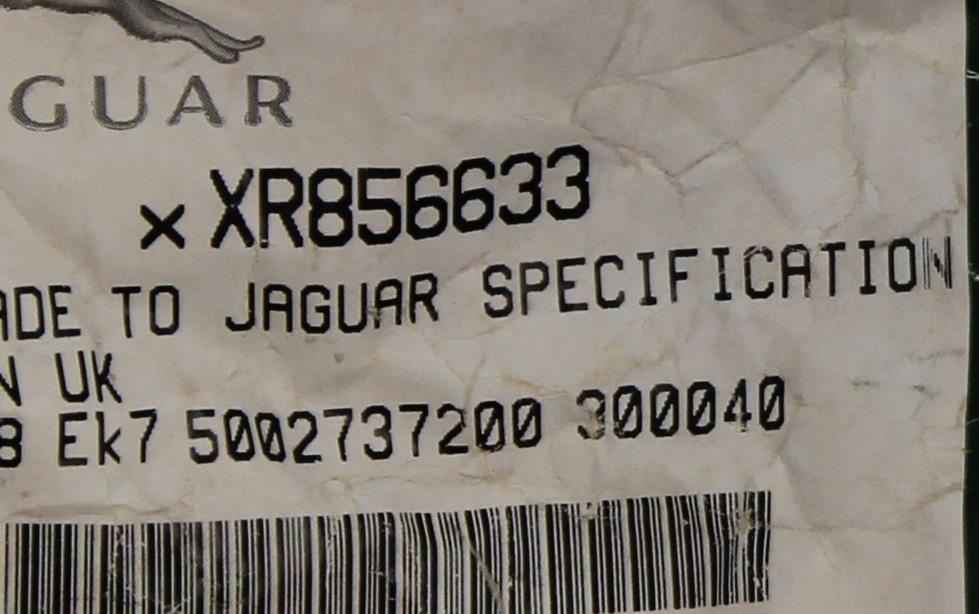 GUAR
x XR856633
ADE TO JAGUAR SPECIFICATION
N UK
8 Ek7 5002737200 300040